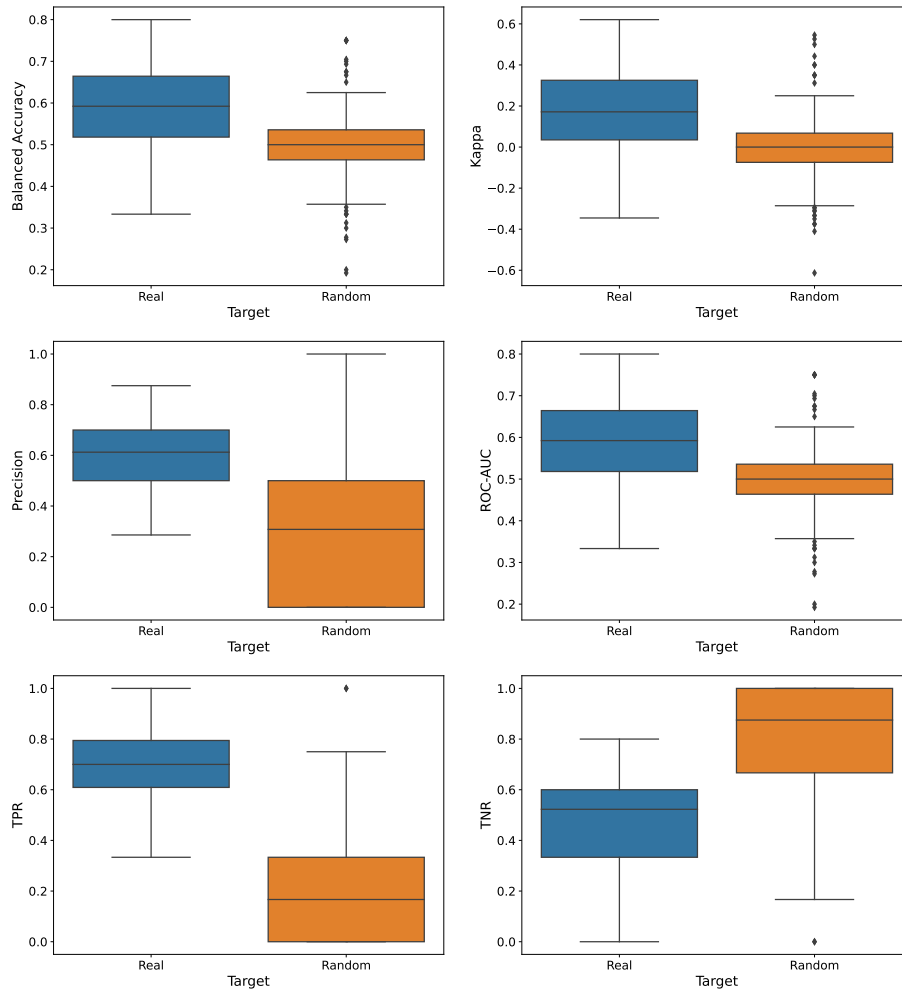 Balanced Accuracy
0.8
0.7
0.6
0.5
0.4
0.3
0.2
Real
Random
Target
Kappa
0.6
0.4
0.2
0.0
−0.2
−0.4
−0.6
Real
Random
Target
Precision
1.0
0.8
0.6
0.4
0.2
0.0
Real
Random
Target
ROC-AUC
0.8
0.7
0.6
0.5
0.4
0.3
0.2
Real
Random
Target
TPR
1.0
0.8
0.6
0.4
0.2
0.0
Real
Random
Target
TNR
1.0
0.8
0.6
0.4
0.2
0.0
Real
Random
Target